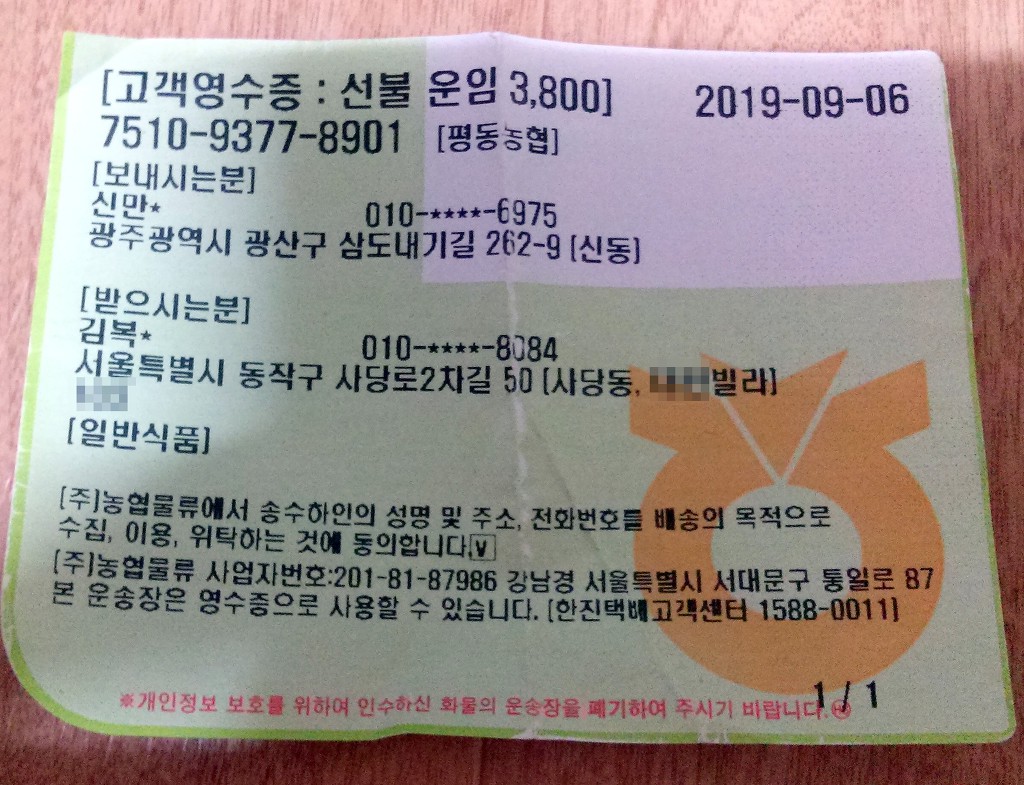 [고객영수증 : 선불 운임 3,800] 2019-09-06
7510-9377-8901 [평동농협]
[보내시는분]
신만* 010-****-6975
광주광역시 광산구 삼도내기길 262-9 [신동]
[받으시는분]
김복* 010-****-8084
서울특별시 동작구 사당로2차길 50 [사당동, 빌라]
[일반식품]
[주]농협물류에서 송수하인의 성명 및 주소, 전화번호를 배송의 목적으로
수집, 이용, 위탁하는 것에 동의합니다.[v]
[주]농협물류 사업자번호:201-81-87986 강남경 서울특별시 서대문구 통일로 87
본 운송장은 영수증으로 사용할 수 있습니다. [한진택배고객센터 1588-0011]
1 / 1
※개인정보 보호를 위하여 인수하신 화물의 운송장을 폐기하여 주시기 바랍니다.